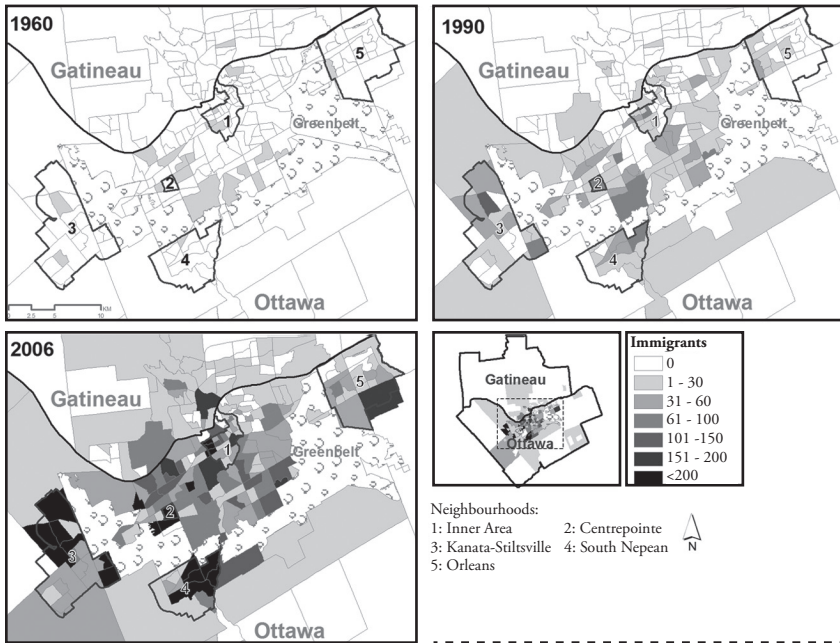 1960
Gatineau
5
1
Greenbelt
2
3
4
0 2.5 5 10 KM
Ottawa
1990
Gatineau
5
1
Greenbelt
2
3
4
Ottawa
2006
Gatineau
5
1
Greenbelt
2
3
4
Ottawa
Gatineau
Ottawa
Immigrants
0
1 - 30
31 - 60
61 - 100
101 -150
151 - 200
<200
Neighbourhoods:
1: Inner Area 2: Centrepointe
3: Kanata-Stiltsville 4: South Nepean
5: Orleans
N